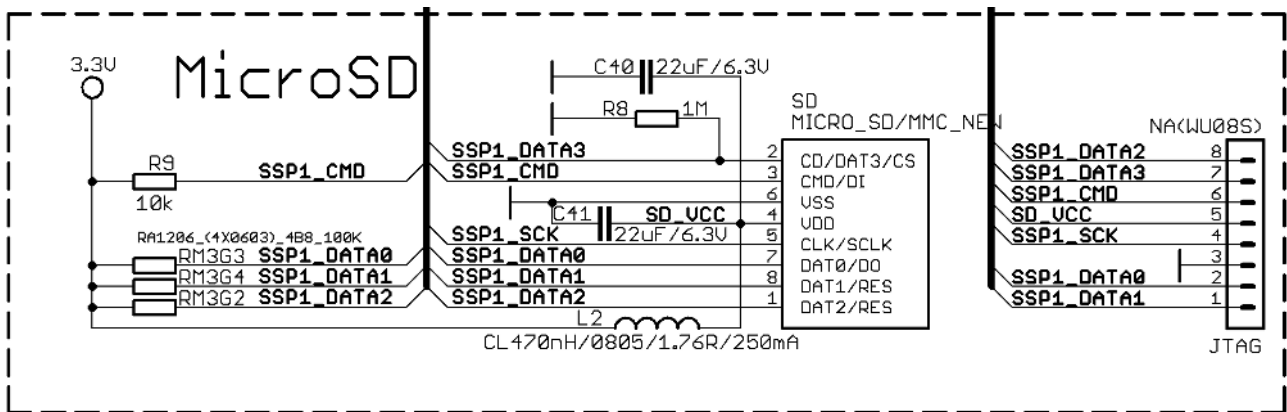 3.3V
MicroSD
C40 22uF/6.3V
R8 1M
SD
MICRO_SD/MMC_NEW
NA(WU08S)
R9
10k
SSP1_CMD
SSP1_DATA3 2 CD/DAT3/CS
SSP1_CMD 3 CMD/DI
6 VSS
C41 22uF/6.3V
SD_VCC 4 VDD
SSP1_SCK 5 CLK/SCLK
SSP1_DATA0 7 DAT0/DO
SSP1_DATA1 8 DAT1/RES
SSP1_DATA2 1 DAT2/RES
RA1206_(4X0603)_4B8_100K
RM3G3 SSP1_DATA0
RM3G4 SSP1_DATA1
RM3G2 SSP1_DATA2
L2
CL470nH/0805/1.76R/250mA
SSP1_DATA2 8
SSP1_DATA3 7
SSP1_CMD 6
SD_VCC 5
SSP1_SCK 4
3
SSP1_DATA0 2
SSP1_DATA1 1
JTAG